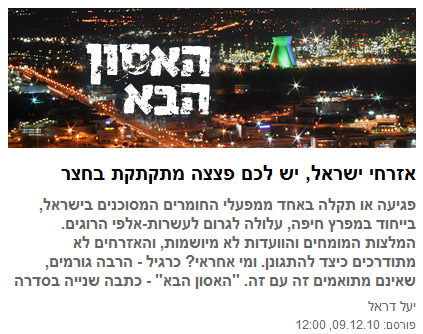 האסון
הבא
אזרחי ישראל, יש לכם פצצה מתקתקת בחצר
פגיעה או תקלה באחד ממפעלי החומרים המסוכנים בישראל,
בייחוד במפרץ חיפה, עלולה לגרום לעשרות-אלפי הרוגים.
המלצות המומחים והוועדות לא מיושמות, והאזרחים לא
מתודרכים כיצד להתגונן. ומי אחראי? כרגיל - הרבה גורמים,
שאינם מתואמים זה עם זה. "האסון הבא" - כתבה שנייה בסדרה
יעל דראל
פורסם: 09.12.10, 12:00